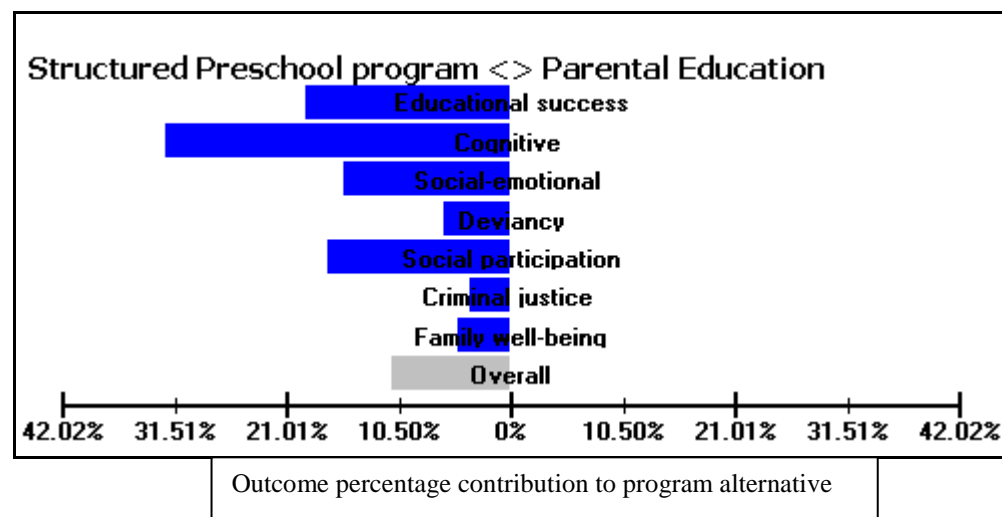 Structured Preschool program <> Parental Education
Educational success
Cognitive
Social-emotional
Deviancy
Social participation
Criminal justice
Family well-being
Overall
42.02% 31.51% 21.01% 10.50% 0% 10.50% 21.01% 31.51% 42.02%
Outcome percentage contribution to program alternative